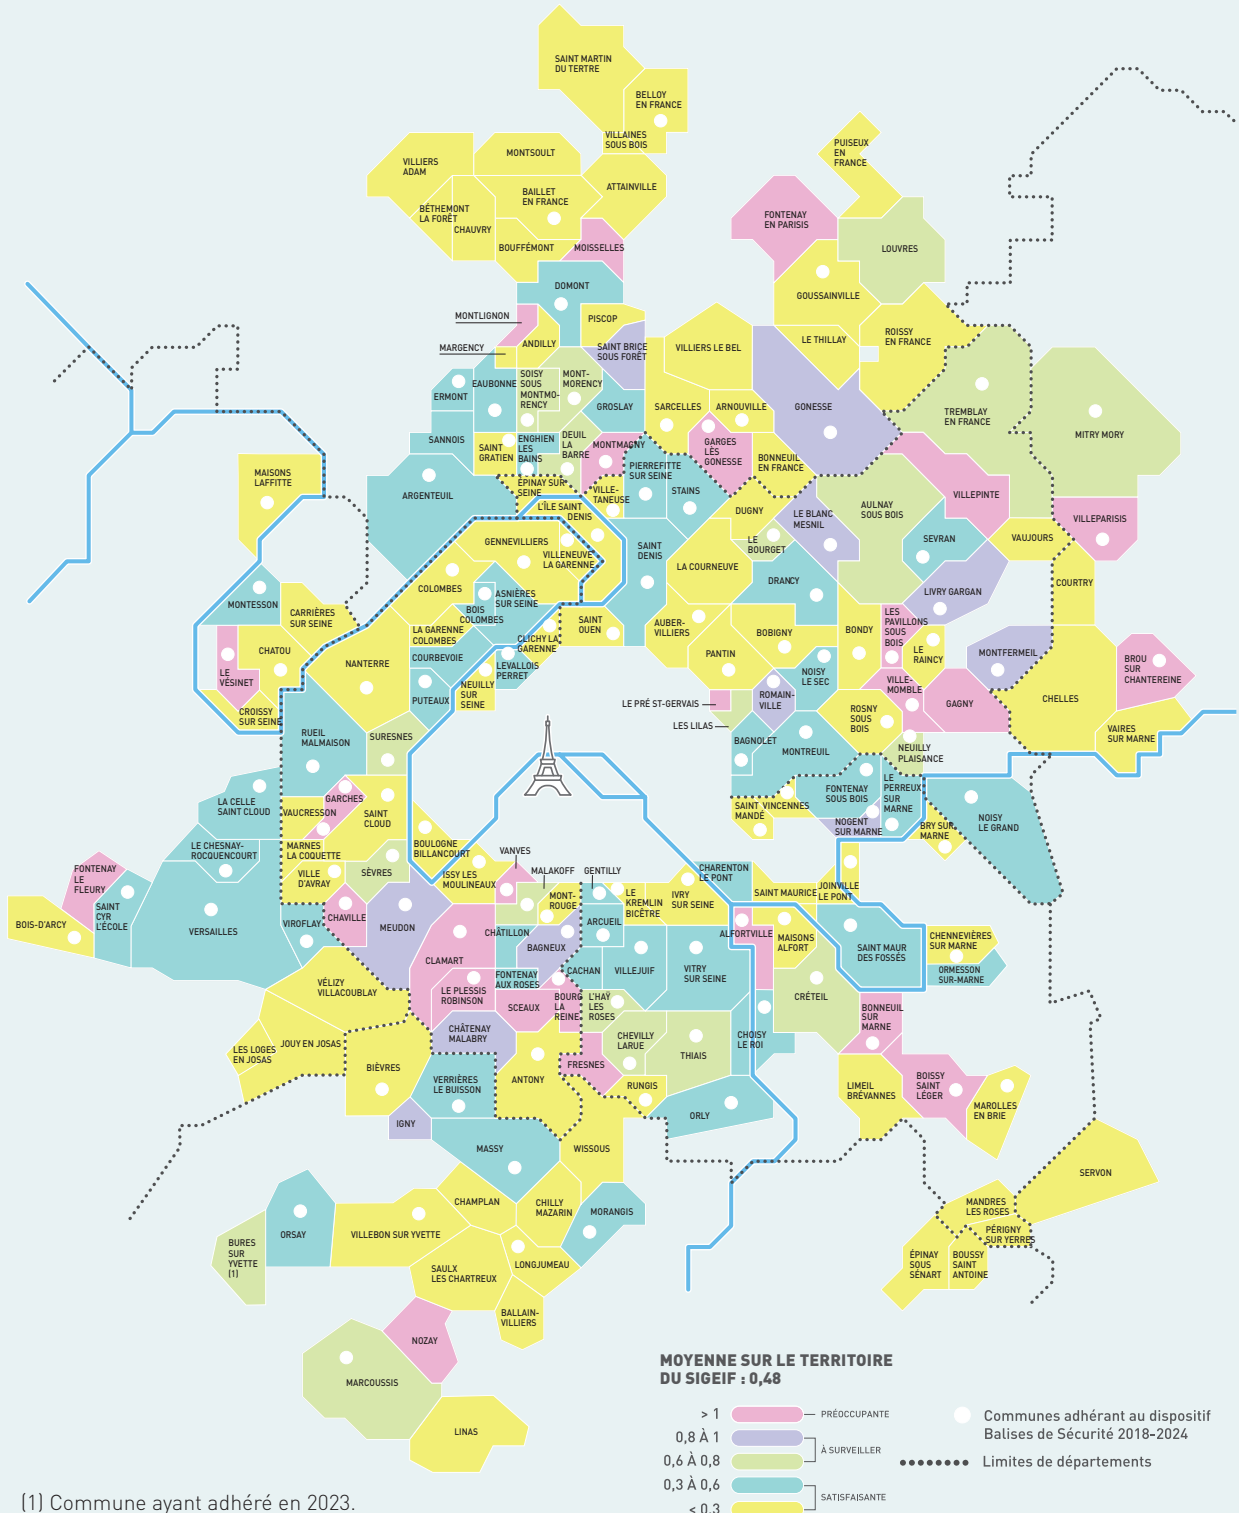 SAINT MARTIN
DU TERTRE
BELLOY
EN FRANCE
VILLAINES
SOUS BOIS
VILLIERS
ADAM
MONTSOULT
BAILLET
EN FRANCE
ATTAINVILLE
BÉTHEMONT
LA FORÊT
CHAUVRY
BOUFFÉMONT
MOISSELLES
PUISEUX
EN
FRANCE
FONTENAY
EN PARISIS
LOUVRES
GOUSSAINVILLE
DOMONT
MONTLIGNON
MARGENCY
ANDILLY
PISCOP
SAINT BRICE
SOUS FORÊT
VILLIERS LE BEL
LE THILLAY
ROISSY
EN FRANCE
ERMONT
EAUBONNE
SOISY
SOUS
MONTMO-
RENCY
MONT-
MORENCY
GROSLAY
SARCELLES
ARNOUVILLE
GONESSE
TREMBLAY
EN FRANCE
MITRY MORY
SANNOIS
SAINT
GRATIEN
ENGHIEN
LES
BAINS
DEUIL
LA
BARRE
MONTMAGNY
GARGES
LÈS
GONESSE
BONNEUIL
EN FRANCE
MAISONS
LAFFITTE
ARGENTEUIL
ÉPINAY SUR
SEINE
VILLE-
TANEUSE
PIERREFITTE
SUR SEINE
STAINS
L'ÎLE SAINT
DENIS
DUGNY
LE BLANC
MESNIL
AULNAY
SOUS BOIS
VILLEPINTE
VILLEPARISIS
GENNEVILLIERS
VILLENEUVE
LA GARENNE
SAINT
DENIS
LE
BOURGET
SEVRAN
VAUJOURS
LA COURNEUVE
DRANCY
LIVRY GARGAN
COURTRY
MONTESSON
CARRIÈRES
SUR SEINE
COLOMBES
BOIS
COLOMBES
ASNIÈRES
SUR SEINE
LA GARENNE
COLOMBES
CLICHY LA
GARENNE
SAINT
OUEN
AUBER-
VILLIERS
BOBIGNY
BONDY
LES
PAVILLONS
SOUS
BOIS
LE
RAINCY
MONTFERMEIL
BROU
SUR
CHANTEREINE
LE
VÉSINET
CHATOU
NANTERRE
COURBEVOIE
LEVALLOIS
PERRET
PANTIN
NOISY
LE SEC
VILLE-
MOMBLE
GAGNY
CHELLES
CROISSY
SUR SEINE
PUTEAUX
NEUILLY
SUR
SEINE
LE PRÉ ST-GERVAIS
ROMAIN-
VILLE
ROSNY
SOUS
BOIS
LES LILAS
VAIRES
SUR MARNE
RUEIL
MALMAISON
SURESNES
BAGNOLET
MONTREUIL
NEUILLY
PLAISANCE
LA CELLE
SAINT CLOUD
GARCHES
VAUCRESSON
SAINT
CLOUD
SAINT
MANDÉ
VINCENNES
FONTENAY
SOUS BOIS
LE
PERREUX
SUR
MARNE
NOGENT
SUR MARNE
BRY SUR
MARNE
NOISY
LE GRAND
LE CHESNAY-
ROCQUENCOURT
MARNES
LA COQUETTE
BOULOGNE
BILLANCOURT
FONTENAY
LE
FLEURY
SAINT
CYR
L'ÉCOLE
VILLE
D'AVRAY
SÈVRES
ISSY LES
MOULINEAUX
VANVES
MALAKOFF
GENTILLY
MONT-
ROUGE
LE
KREMLIN
BICÊTRE
IVRY
SUR SEINE
CHARENTON
LE PONT
SAINT MAURICE
JOINVILLE
LE PONT
BOIS-D'ARCY
VERSAILLES
VIROFLAY
CHAVILLE
MEUDON
CLAMART
CHÂTILLON
BAGNEUX
ARCUEIL
ALFORTVILLE
MAISONS
ALFORT
SAINT MAUR
DES FOSSÉS
CHENNEVIÈRES
SUR MARNE
ORMESSON
SUR-MARNE
VÉLIZY
VILLACOUBLAY
LE PLESSIS
ROBINSON
FONTENAY
AUX ROSES
SCEAUX
BOURG
LA
REINE
CACHAN
VILLEJUIF
VITRY
SUR SEINE
L'HAŸ
LES
ROSES
CRÉTEIL
BONNEUIL
SUR
MARNE
LES LOGES
EN JOSAS
JOUY EN JOSAS
BIÈVRES
CHÂTENAY
MALABRY
CHEVILLY
LARUE
THIAIS
CHOISY
LE ROI
VERRIÈRES
LE BUISSON
ANTONY
FRESNES
RUNGIS
ORLY
LIMEIL
BRÉVANNES
BOISSY
SAINT
LÉGER
MAROLLES
EN BRIE
IGNY
MASSY
WISSOUS
SERVON
CHAMPLAN
CHILLY
MAZARIN
MORANGIS
MANDRES
LES ROSES
PÉRIGNY
SUR YERRES
ORSAY
BURES
SUR
YVETTE
(1)
VILLEBON SUR YVETTE
SAULX
LES CHARTREUX
LONGJUMEAU
ÉPINAY
SOUS
SÉNART
BOUSSY
SAINT
ANTOINE
BALLAIN-
VILLIERS
NOZAY
MARCOUSSIS
LINAS
MOYENNE SUR LE TERRITOIRE
DU SIGEIF : 0,48
> 1
PRÉOCCUPANTE
0,8 À 1
À SURVEILLER
0,6 À 0,8
0,3 À 0,6
SATISFAISANTE
< 0,3
Communes adhérant au dispositif
Balises de Sécurité 2018-2024
Limites de départements
(1) Commune ayant adhéré en 2023.